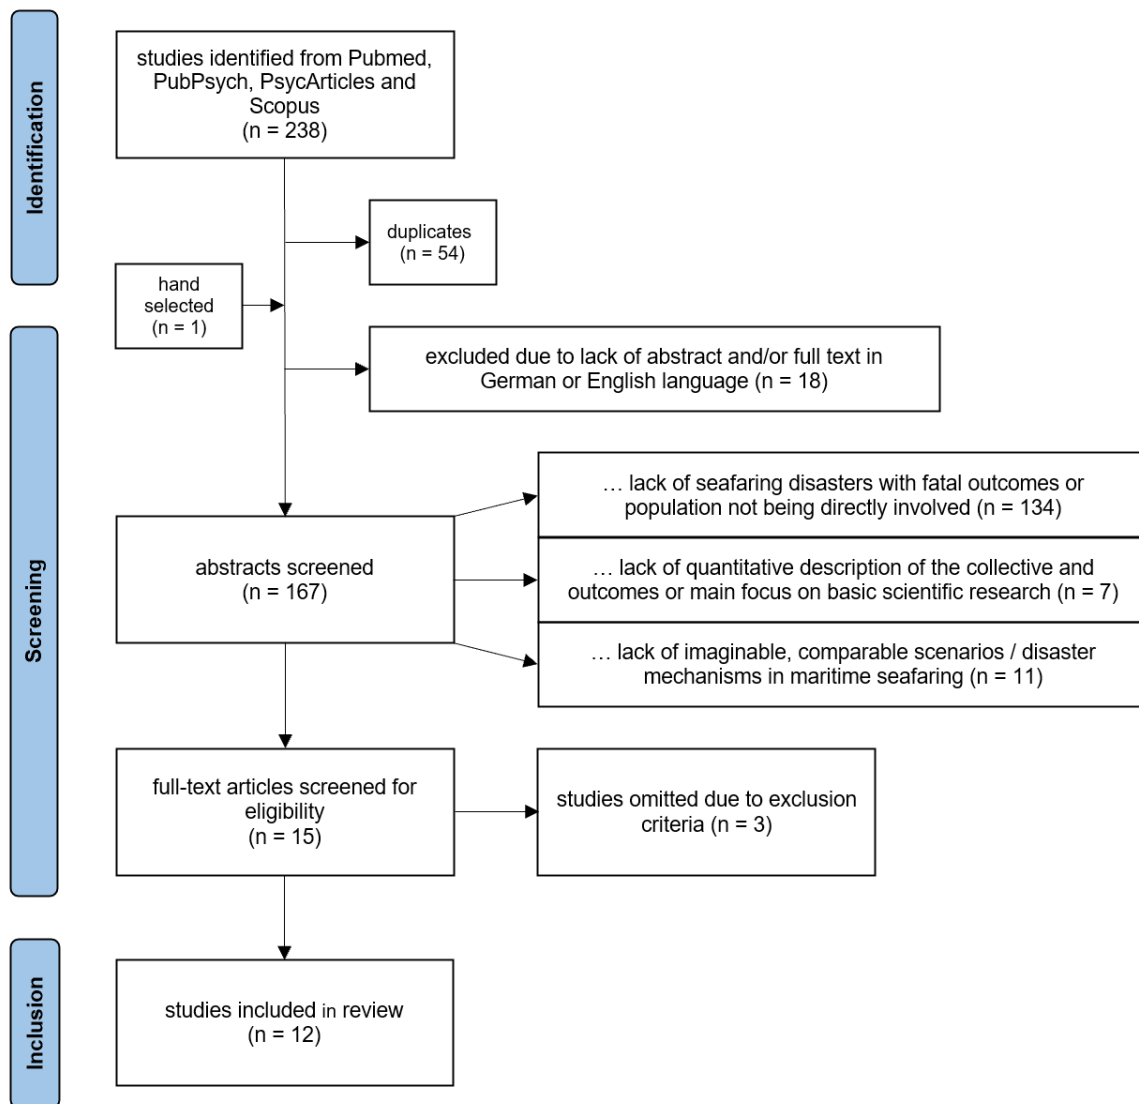 Identification
studies identified from Pubmed,
PubPsych, PsycArticles and
Scopus
(n = 238)
duplicates
(n = 54)
hand
selected
(n = 1)
Screening
excluded due to lack of abstract and/or full text in
German or English language (n = 18)
abstracts screened
(n = 167)
… lack of seafaring disasters with fatal outcomes or
population not being directly involved (n = 134)
… lack of quantitative description of the collective and
outcomes or main focus on basic scientific research (n = 7)
… lack of imaginable, comparable scenarios / disaster
mechanisms in maritime seafaring (n = 11)
full-text articles screened for
eligibility
(n = 15)
studies omitted due to exclusion
criteria (n = 3)
Inclusion
studies included in review
(n = 12)